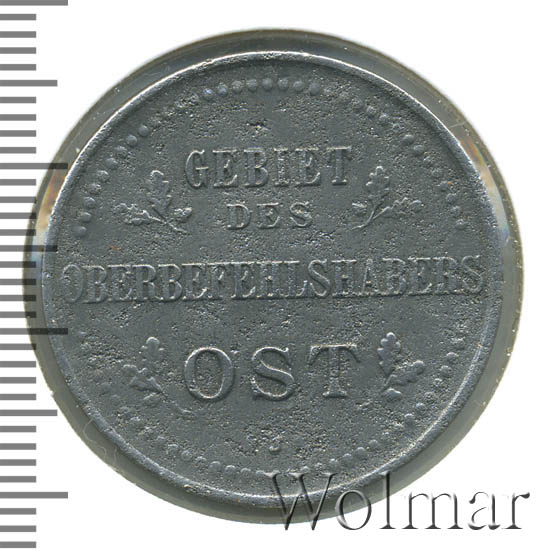 GEBIET
DES
OBERBEFEHLSHABERS
OST
Wolmar